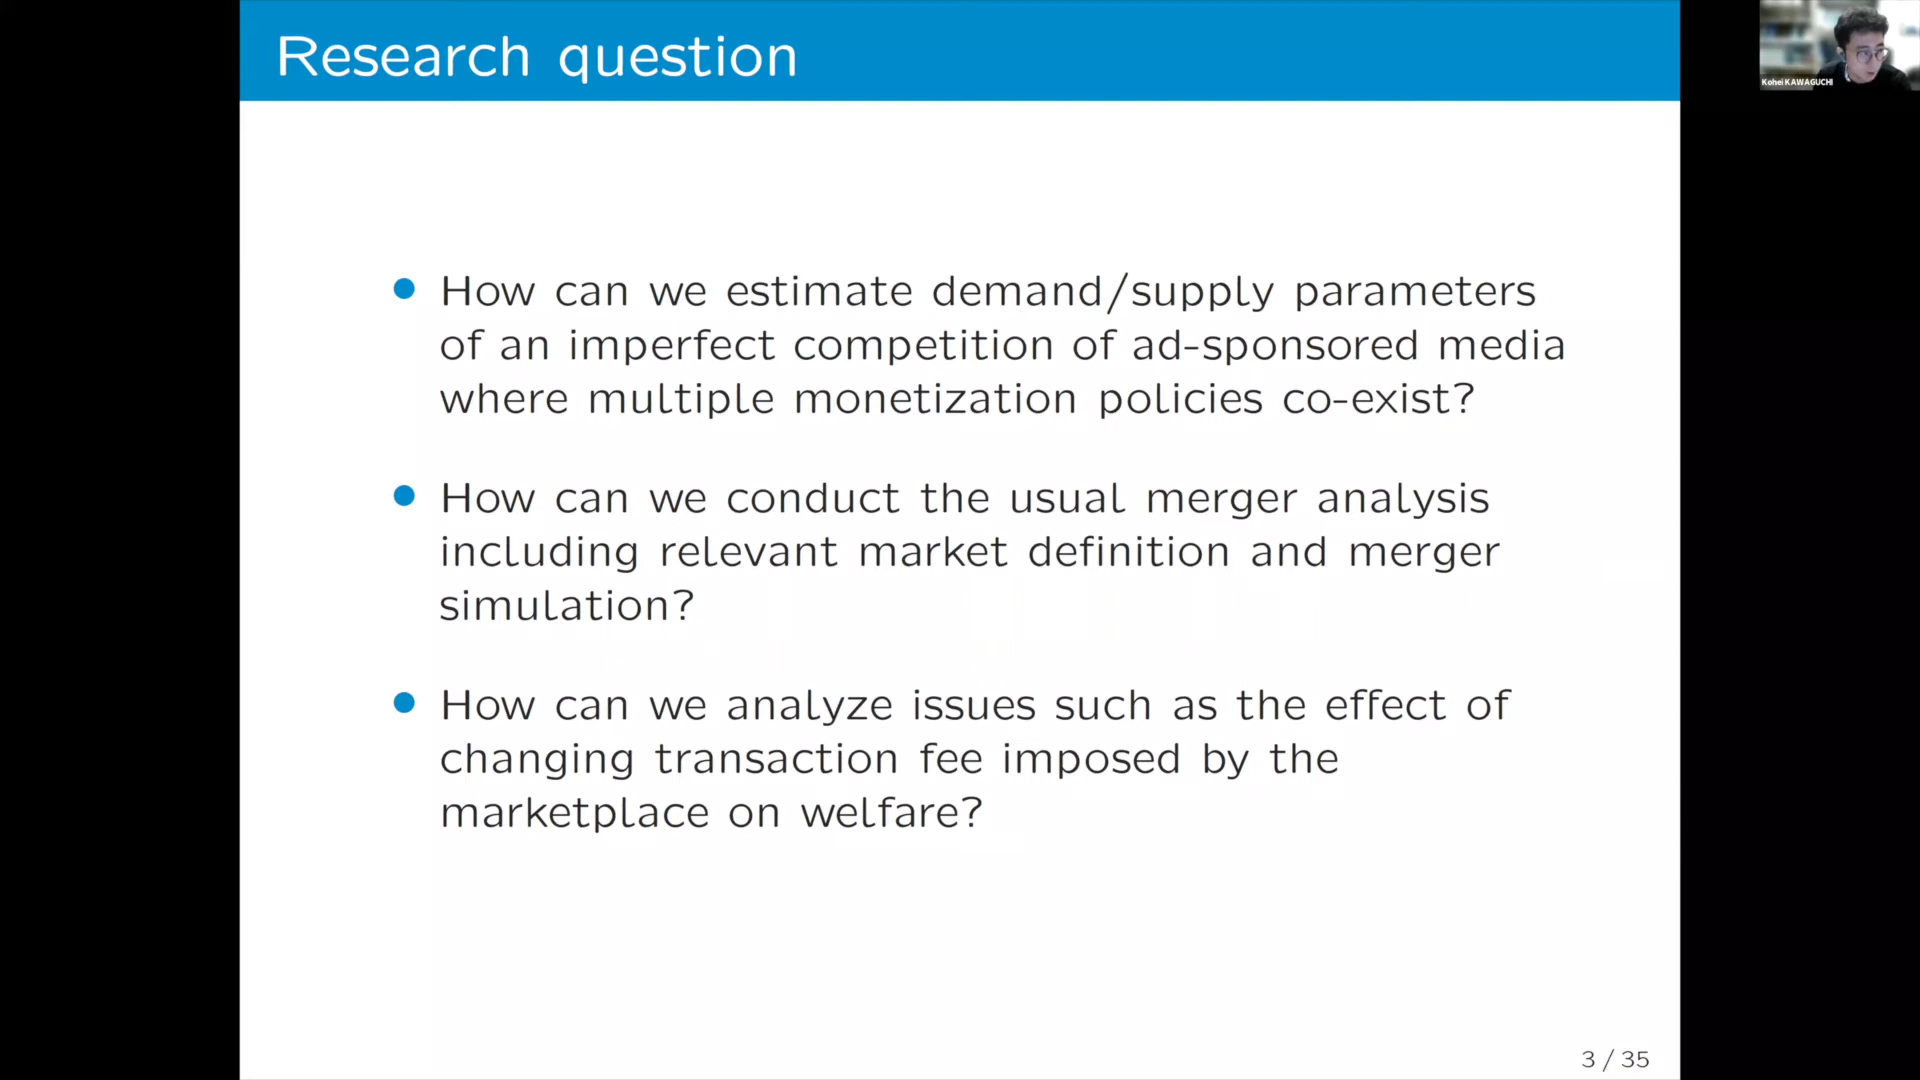 Research question
Kohei KAWAGUCHI
How can we estimate demand/supply parameters
of an imperfect competition of ad-sponsored media
where multiple monetization policies co-exist?
How can we conduct the usual merger analysis
including relevant market definition and merger
simulation?
How can we analyze issues such as the effect of
changing transaction fee imposed by the
marketplace on welfare?
3 / 35